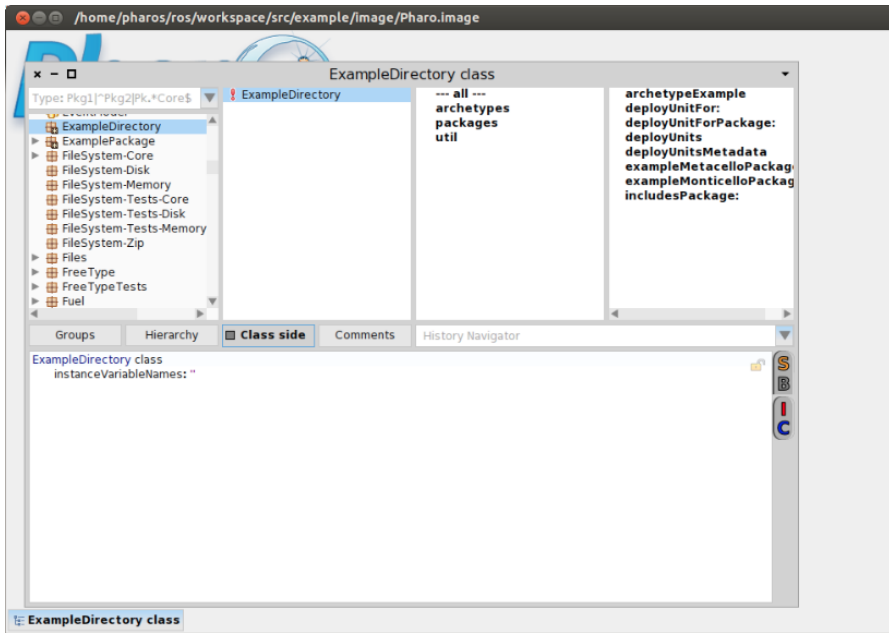 /home/pharos/ros/workspace/src/example/image/Pharo.image
ExampleDirectory class
Type: Pkg1|^Pkg2|Pk.*Core$
ExampleDirectory
ExamplePackage
FileSystem-Core
FileSystem-Disk
FileSystem-Memory
FileSystem-Tests-Core
FileSystem-Tests-Disk
FileSystem-Tests-Memory
FileSystem-Zip
Files
FreeType
FreeTypeTests
Fuel
ExampleDirectory
--- all ---
archetypes
packages
util
archetypeExample
deployUnitFor:
deployUnitForPackage:
deployUnits
deployUnitsMetadata
exampleMetacelloPackag
exampleMonticelloPackag
includesPackage:
Groups
Hierarchy
Class side
Comments
History Navigator
ExampleDirectory class
instanceVariableNames: ''
S
B
I
C
ExampleDirectory class